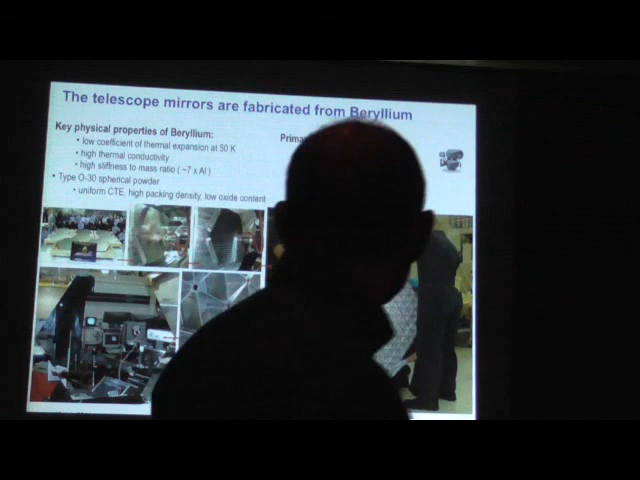 The telescope mirrors are fabricated from Beryllium
Key physical properties of Beryllium:
• low coefficient of thermal expansion at 50 K
• high thermal conductivity
• high stiffness to mass ratio ( ~7 x Al )
• Type O-30 spherical powder
• uniform CTE, high packing density, low oxide content